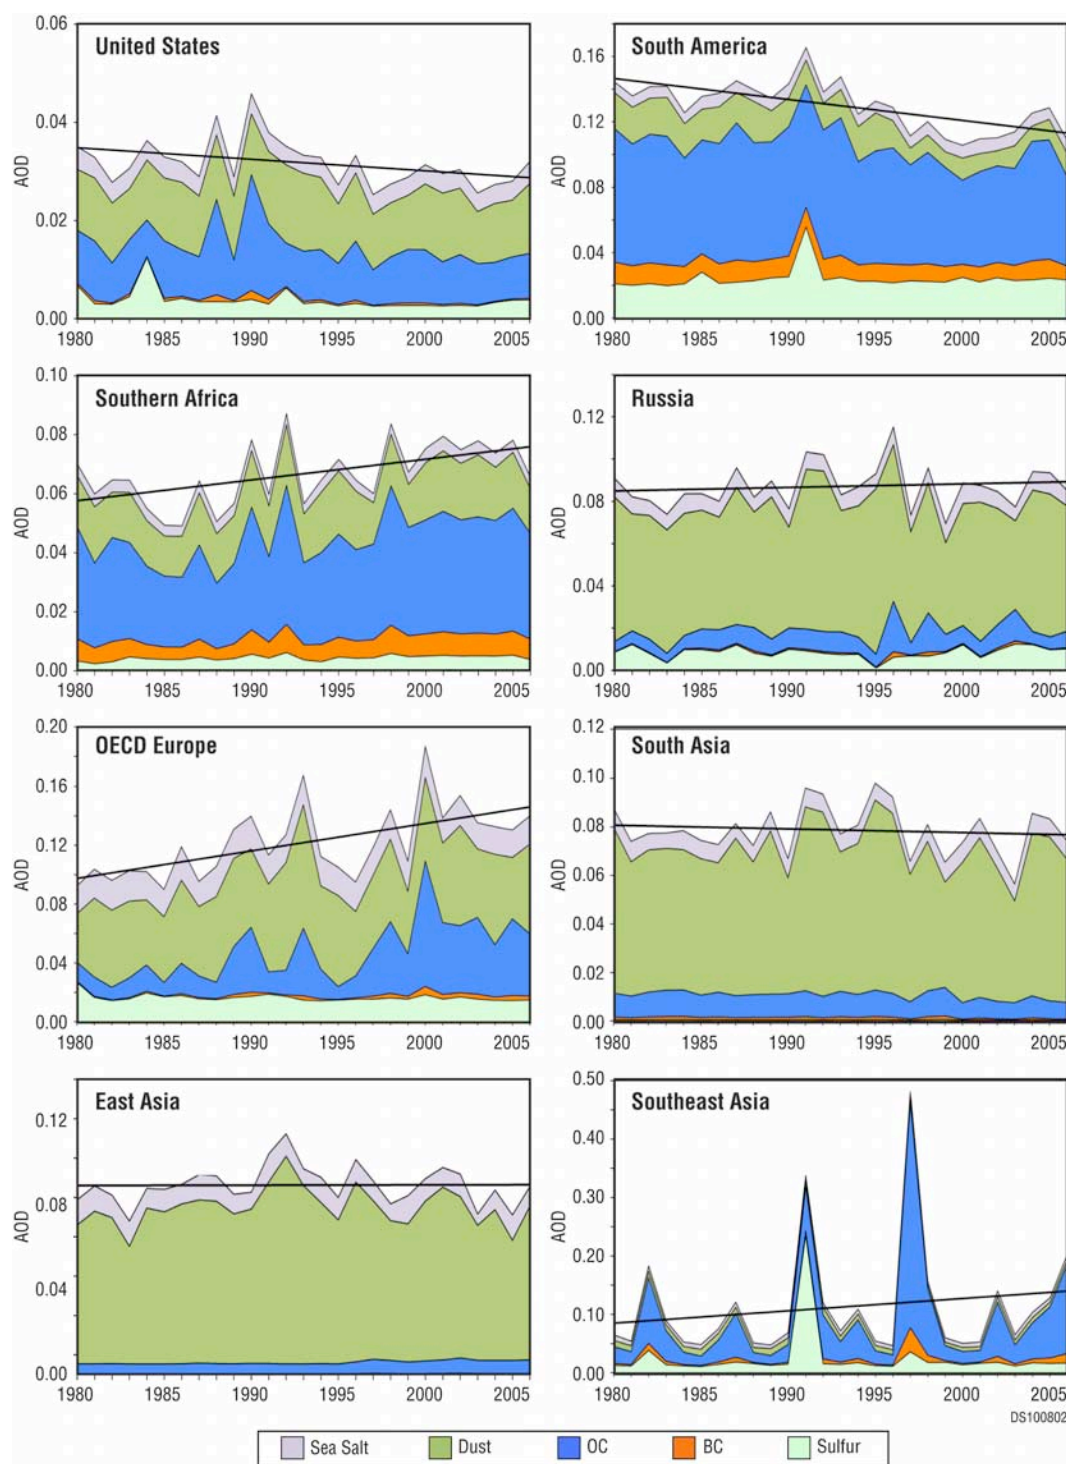 0.06
United States
0.04
AOD
0.02
0.00
1980 1985 1990 1995 2000 2005
South America
0.16
0.12
AOD
0.08
0.04
0.00
1980 1985 1990 1995 2000 2005
0.10
Southern Africa
0.08
0.06
AOD
0.04
0.02
0.00
1980 1985 1990 1995 2000 2005
Russia
0.12
0.08
AOD
0.04
0.00
1980 1985 1990 1995 2000 2005
0.20
OECD Europe
0.16
0.12
AOD
0.08
0.04
0.00
1980 1985 1990 1995 2000 2005
0.12
South Asia
0.10
0.08
AOD
0.06
0.04
0.02
0.00
1980 1985 1990 1995 2000 2005
East Asia
0.12
0.08
AOD
0.04
0.00
1980 1985 1990 1995 2000 2005
0.50
Southeast Asia
0.40
0.30
AOD
0.20
0.10
0.00
1980 1985 1990 1995 2000 2005
DS100802
Sea Salt Dust OC BC Sulfur